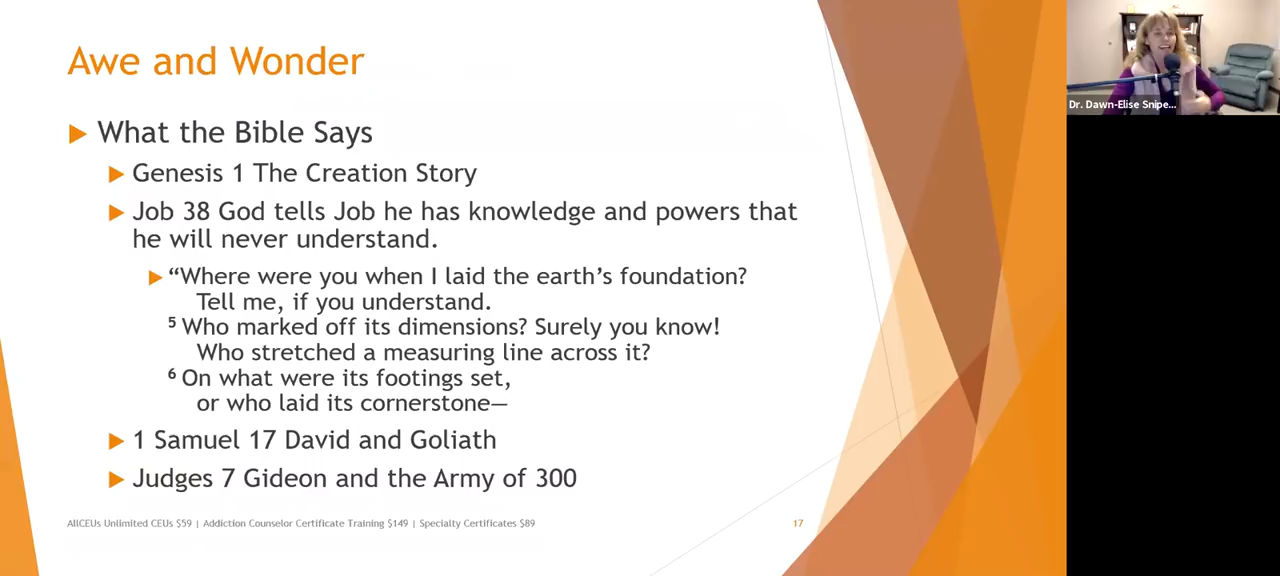 Awe and Wonder
What the Bible Says
Genesis 1 The Creation Story
Job 38 God tells Job he has knowledge and powers that
he will never understand.
“Where were you when I laid the earth’s foundation?
Tell me, if you understand.
5 Who marked off its dimensions? Surely you know!
Who stretched a measuring line across it?
6 On what were its footings set,
or who laid its cornerstone—
1 Samuel 17 David and Goliath
Judges 7 Gideon and the Army of 300
AllCEUs Unlimited CEUs $59 | Addiction Counselor Certificate Training $149 | Specialty Certificates $89
17
Dr. Dawn-Elise Snipe...